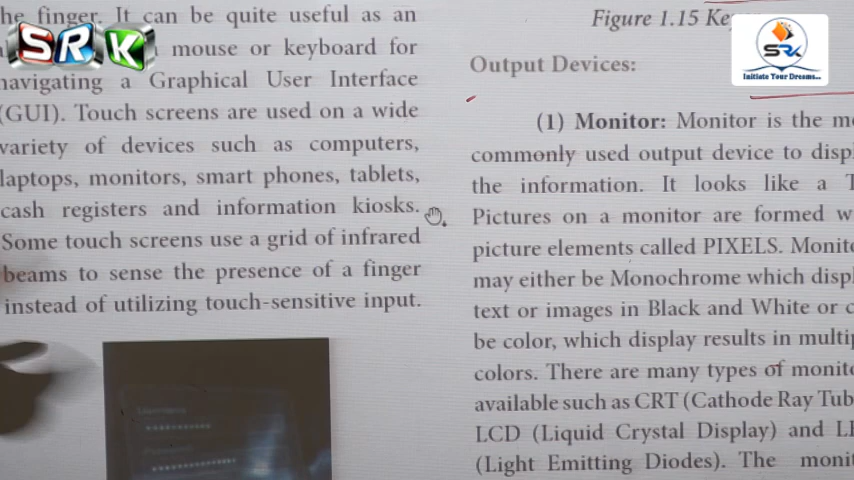 he finger. It can be quite useful as an
mouse or keyboard for
navigating a Graphical User Interface
(GUI). Touch screens are used on a wide
variety of devices such as computers,
laptops, monitors, smart phones, tablets,
cash registers and information kiosks.
Some touch screens use a grid of infrared
beams to sense the presence of a finger
instead of utilizing touch-sensitive input.
SRK
Figure 1.15 Ke
SRK
Initiate Your Dreams...
Output Devices:
(1) Monitor: Monitor is the mo
commonly used output device to displ
the information. It looks like a T
Pictures on a monitor are formed w
picture elements called PIXELS. Monito
may either be Monochrome which displ
text or images in Black and White or c
be color, which display results in multip
colors. There are many types of monito
available such as CRT (Cathode Ray Tub
LCD (Liquid Crystal Display) and LE
(Light Emitting Diodes). The monit